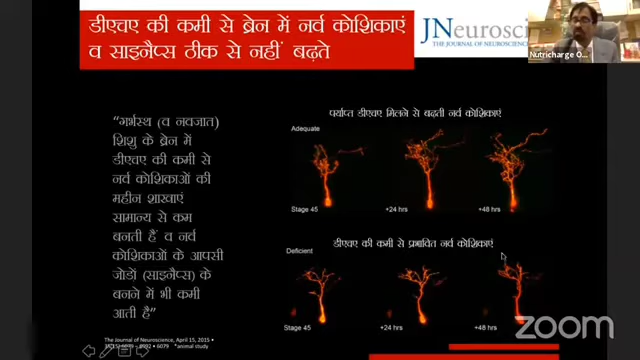 डीएचए की कमी से ब्रेन में नर्व कोशिकाएं
व साइनैप्स ठीक से नहीं बढ़ते
JNeurosci
THE JOURNAL OF NEUROSCIENCE
Nutricharge O...
"गर्भस्थ (व नवजात)
शिशु के ब्रेन में
डीएचए की कमी से
नर्व कोशिकाओं की
महीन शाखाएं
सामान्य से कम
बनती हैं व नर्व
कोशिकाओं के आपसी
जोडों (साइनैप्स) के
बनने में भी कमी
आती है"
पर्याप्त डीएचए मिलने से बढ़ती नर्व कोशिकाएं
Adequate
Stage 45
+24 hrs
+48 hrs
डीएचए की कमी से प्रभावित नर्व कोशिकाएं
Deficient
Stage 45
+24 hrs
+48 hrs
The Journal of Neuroscience, April 15, 2015 •
6079 *animal study
zoom